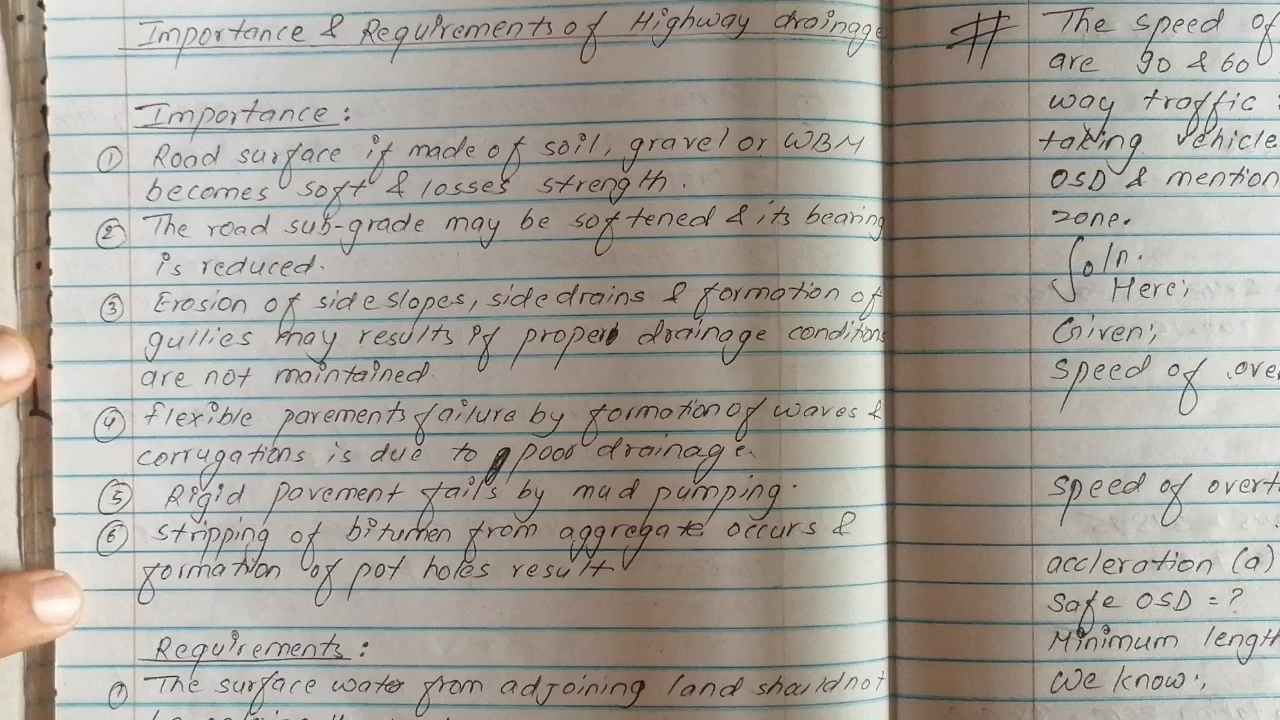 Importance & Requirements of Highway drainage
Importance :
① Road surface if made of soil, gravel or WBM
becomes soft & losses strength.
② The road sub-grade may be softened & its bearing
is reduced.
③ Erosion of side slopes, side drains & formation of
gullies may results if proper drainage conditions
are not maintained.
④ flexible pavements failure by formation of waves &
corrugations is due to poor drainage.
⑤ Rigid pavement fails by mud pumping.
⑥ stripping of bitumen from aggregate occurs &
formation of pot holes result
Requirements :
① The surface water from adjoining land should not
# The speed of
are 90 & 60
way traffic
taking vehicle
OSD & mention
zone.
Soln.
Here,
Given,
speed of over
speed of overt
accleration (a)
Safe OSD = ?
Minimum length
We know,